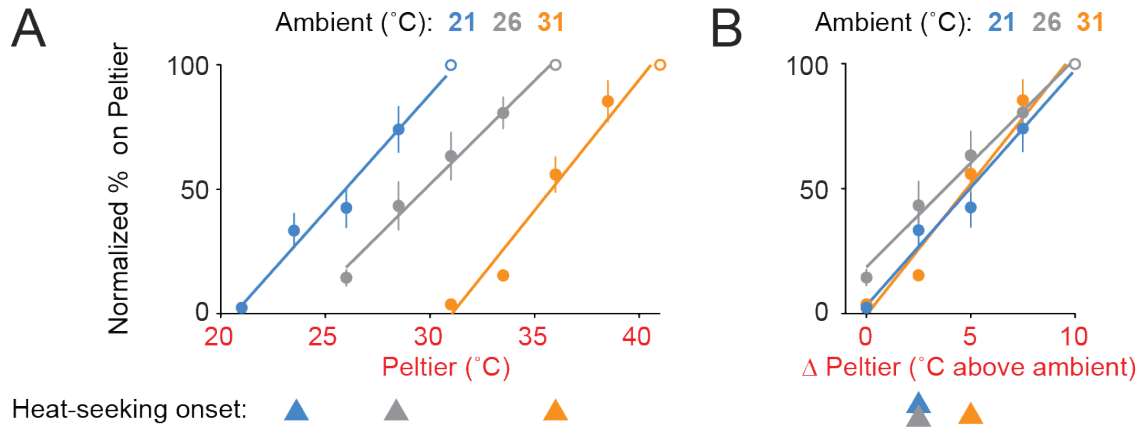 A
Ambient (˚C): 21 26 31
Normalized % on Peltier
100
50
0
20 25 30 35 40
Peltier (˚C)
B
Ambient (˚C): 21 26 31
100
50
0
0 5 10
Δ Peltier (˚C above ambient)
Heat-seeking onset: